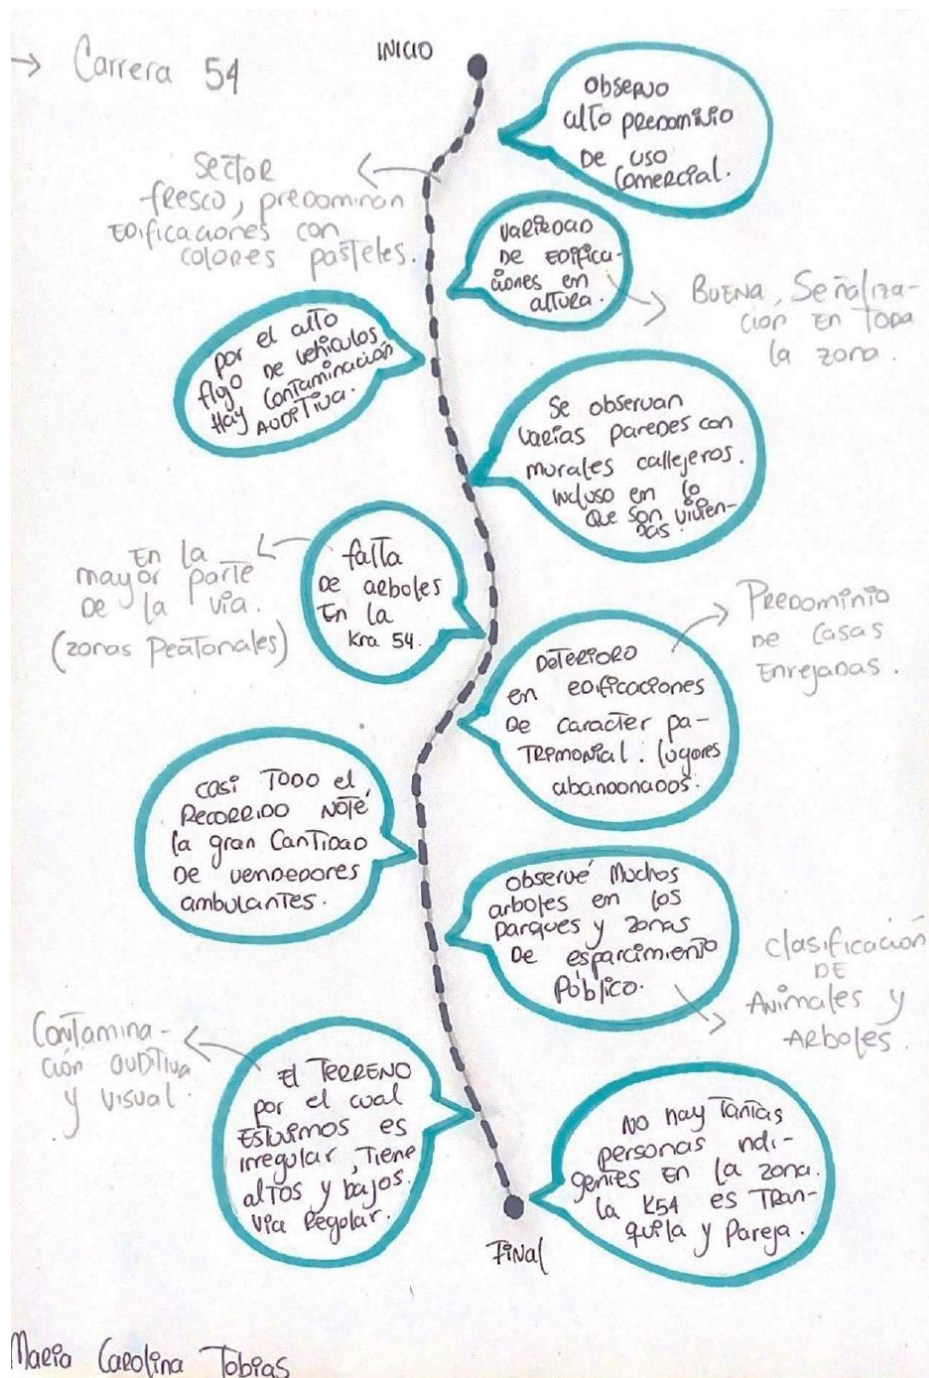 → Carrera 54
INICIO
Observo
alto predominio
de uso
comercial.
Sector
fresco, predominan
edificaciones con
colores pasteles.
Variedad
de edifica-
ciones en
altura.
Buena, Señaliza-
cion en toda
la zona.
por el alto
flujo de vehiculos
Hay contaminación
auditiva.
Se observan
varias paredes con
murales callejeros.
incluso en lo
que son vivien-
das.
falta
de arboles
en la
kra 54.
En la
mayor parte
de la via.
(zonas peatonales)
Deterioro
en edificaciones
de caracter pa-
trimonial. lugares
abandonados.
Predominio
de casas
enrejadas.
casi todo el
recorrido noté
la gran cantidad
de vendedores
ambulantes.
observé muchos
arboles en los
parques y zonas
de esparcimiento
público.
clasificación
de
Animales y
Arboles.
Contamina-
ción auditiva
y visual.
El terreno
por el cual
estuvimos es
irregular, tiene
altos y bajos.
via regular.
No hay tantas
personas indi-
gentes en la zona.
la K54 es tran-
quila y pareja.
Final
Maria Carolina Tobias